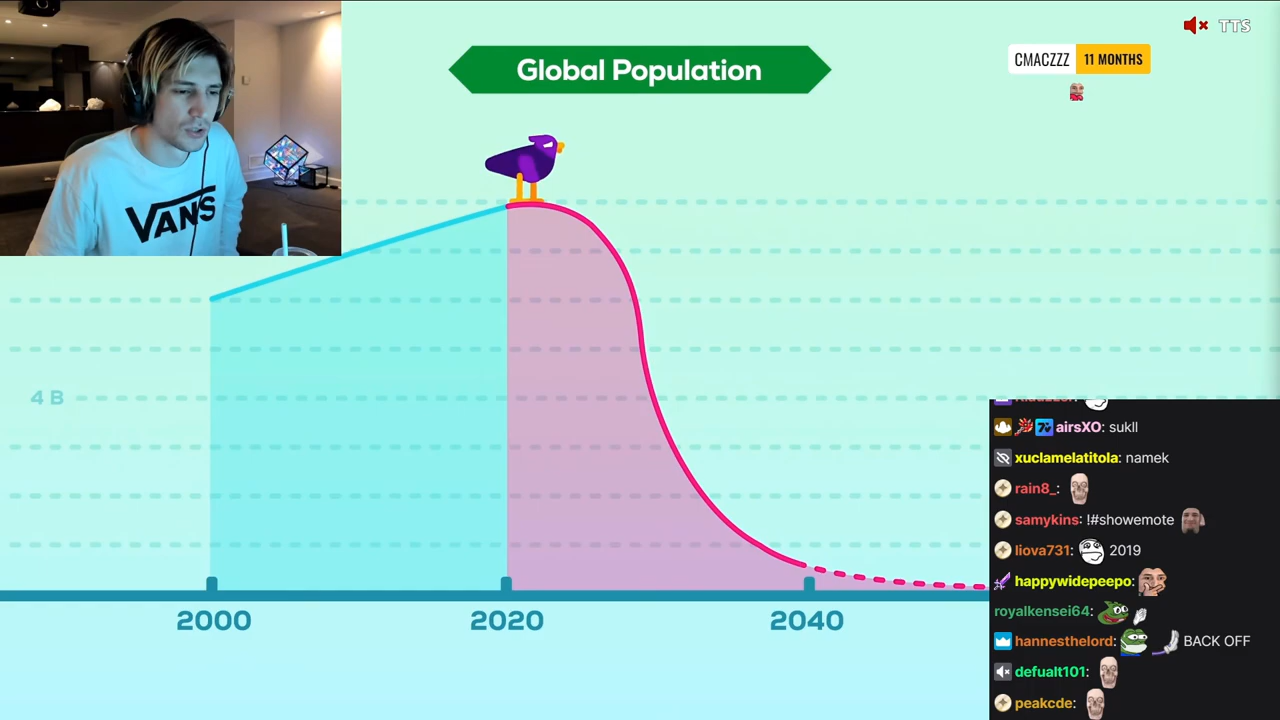 Global Population
TTS
CMACZZZ 11 MONTHS
VANS
4 B
2000
2020
2040
airsXO: sukll
xuclamelatitola: namek
rain8_:
samykins: !#showemote
liova731: 2019
happywidepeepo:
royalkensei64:
hannesthelord: BACK OFF
defualt101:
peakcde: